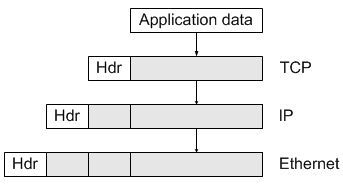 Application data
Hdr TCP
Hdr IP
Hdr Ethernet